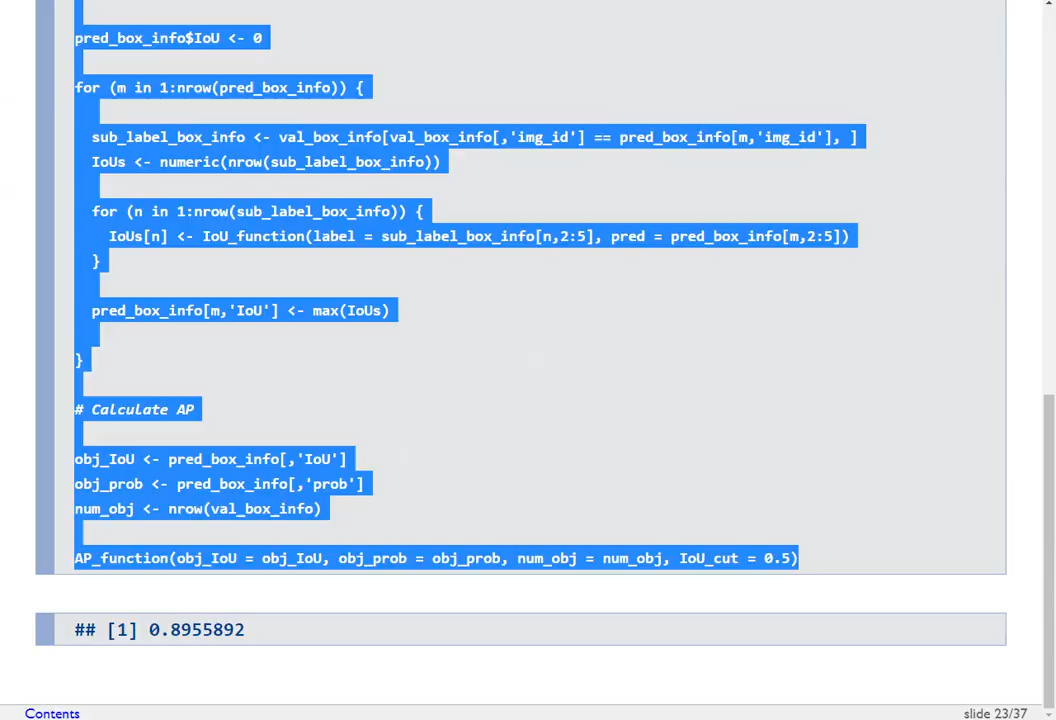 pred_box_info$IoU <- 0
for (m in 1:nrow(pred_box_info)) {
sub_label_box_info <- val_box_info[val_box_info[,'img_id'] == pred_box_info[m,'img_id'], ]
IoUs <- numeric(nrow(sub_label_box_info))
for (n in 1:nrow(sub_label_box_info)) {
IoUs[n] <- IoU_function(label = sub_label_box_info[n,2:5], pred = pred_box_info[m,2:5])
}
pred_box_info[m,'IoU'] <- max(IoUs)
}
# Calculate AP
obj_IoU <- pred_box_info[,'IoU']
obj_prob <- pred_box_info[,'prob']
num_obj <- nrow(val_box_info)
AP_function(obj_IoU = obj_IoU, obj_prob = obj_prob, num_obj = num_obj, IoU_cut = 0.5)
## [1] 0.8955892
Contents
slide 23/37